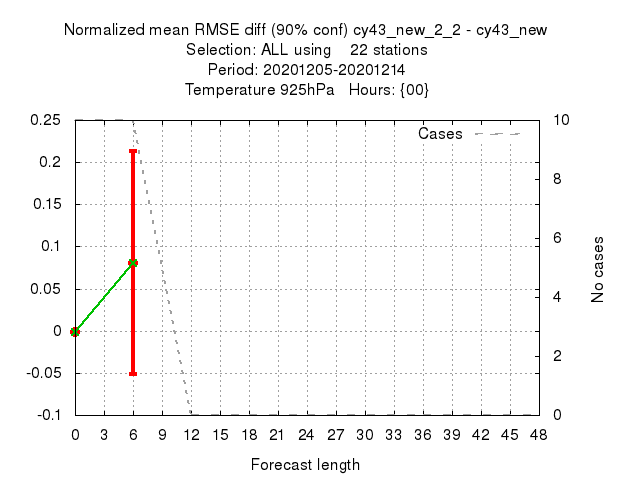 Normalized mean RMSE diff (90% conf) cy43_new_2_2 - cy43_new
Selection: ALL using    22 stations
Period: 20201205-20201214
Temperature 925hPa   Hours: {00}
Cases
0.25
0.2
0.15
0.1
0.05
0
-0.05
-0.1
10
8
6
4
2
0
No cases
0 3 6 9 12 15 18 21 24 27 30 33 36 39 42 45 48
Forecast length